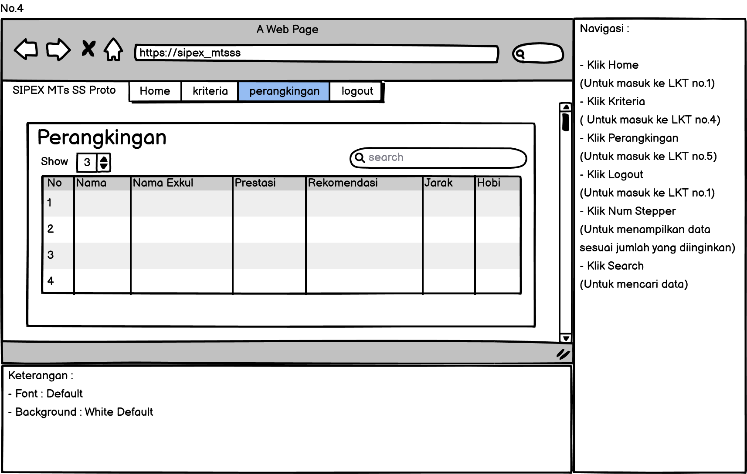 No.4
A Web Page
https://sipex_mtsss
SIPEX MTs SS Proto Home kriteria perangkingan logout
Perangkingan
Show 3 search
No Nama Nama Exkul Prestasi Rekomendasi Jarak Hobi
1
2
3
4
Keterangan :
- Font : Default
- Background : White Default
Navigasi :
- Klik Home
(Untuk masuk ke LKT no.1)
- Klik Kriteria
( Untuk masuk ke LKT no.4)
- Klik Perangkingan
(Untuk masuk ke LKT no.5)
- Klik Logout
(Untuk masuk ke LKT no.1)
- Klik Num Stepper
(Untuk menampilkan data
sesuai jumlah yang diinginkan)
- Klik Search
(Untuk mencari data)